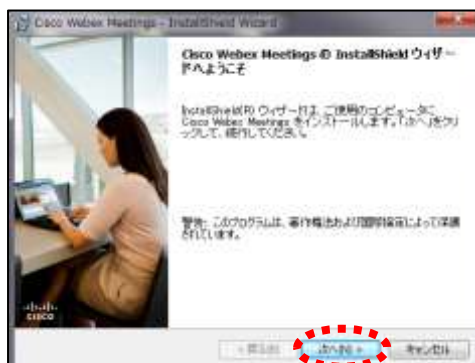 Cisco Webex Meetings - InstallShield Wizard
Cisco Webex Meetings の InstallShield ウィザー
ドへようこそ
InstallShield(R) ウィザードは、ご使用のコンピュータに
Cisco Webex Meetings をインストールします。「次へ」をクリ
ックして、続行してください。
警告: このプログラムは、著作権法および国際協定によって保護
されています。
CISCO
< 戻る(B)
次へ(N) >
キャンセル